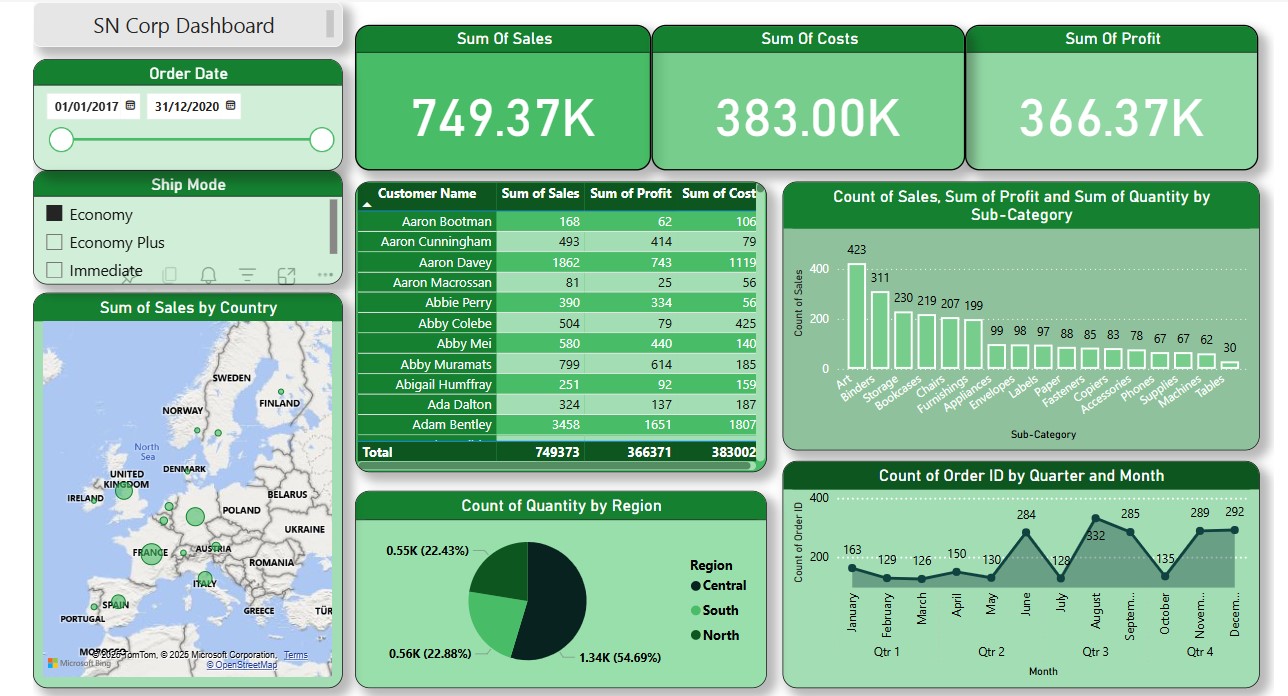 SN Corp Dashboard
Order Date
01/01/2017
31/12/2020
Ship Mode
Economy
Economy Plus
Immediate
Sum of Sales by Country
SWEDEN
NORWAY
FINLAND
North
Sea
DENMARK
UNITED
KINGDOM
IRELAND
BELARUS
POLAND
UKRAINE
FRANCE
AUSTRIA
ROMANIA
ITALY
SPAIN
PORTUGAL
GREECE
TÜR
MOROCCO
Microsoft Bing
© 2025 TomTom, © 2025 Microsoft Corporation, Terms
© OpenStreetMap
Sum Of Sales
749.37K
Sum Of Costs
383.00K
Sum Of Profit
366.37K
Customer Name Sum of Sales Sum of Profit Sum of Cost
Aaron Bootman 168 62 106
Aaron Cunningham 493 414 79
Aaron Davey 1862 743 1119
Aaron Macrossan 81 25 56
Abbie Perry 390 334 56
Abby Colebe 504 79 425
Abby Mei 580 440 140
Abby Muramats 799 614 185
Abigail Humffray 251 92 159
Ada Dalton 324 137 187
Adam Bentley 3458 1651 1807
Total 749373 366371 383002
Count of Quantity by Region
0.55K (22.43%)
0.56K (22.88%)
1.34K (54.69%)
Region
Central
South
North
Count of Sales, Sum of Profit and Sum of Quantity by
Sub-Category
Count of Sales
400
200
0
423 311 230 219 207 199 99 98 97 88 85 83 78 67 67 62 30
Art Binders Storage Bookcases Chairs Furnishings Appliances Envelopes Labels Paper Fasteners Copiers Accessories Phones Supplies Machines Tables
Sub-Category
Count of Order ID by Quarter and Month
Count of Order ID
400
200
163 129 126 150 130 284 128 332 285 135 289 292
January February March April May June July August Septem... October Novem... Decem...
Qtr 1 Qtr 2 Qtr 3 Qtr 4
Month